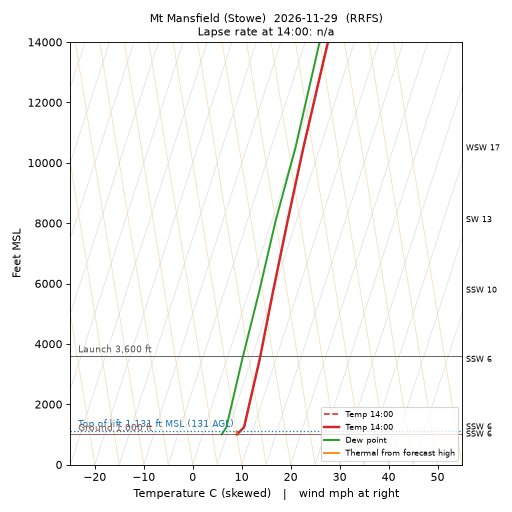 Mt Mansfield (Stowe)  2026-11-29  (RRFS)
Lapse rate at 14:00: n/a
14000
12000
10000
8000
6000
4000
2000
0
Feet MSL
WSW 17
SW 13
SSW 10
SSW 6
SSW 6
SSW 6
Launch 3,600 ft
Top of lift 1,131 ft MSL (131 AGL)
Ground 1,000 ft
Temp 14:00
Temp 14:00
Dew point
Thermal from forecast high
−20 −10 0 10 20 30 40 50
Temperature C (skewed)   |   wind mph at right